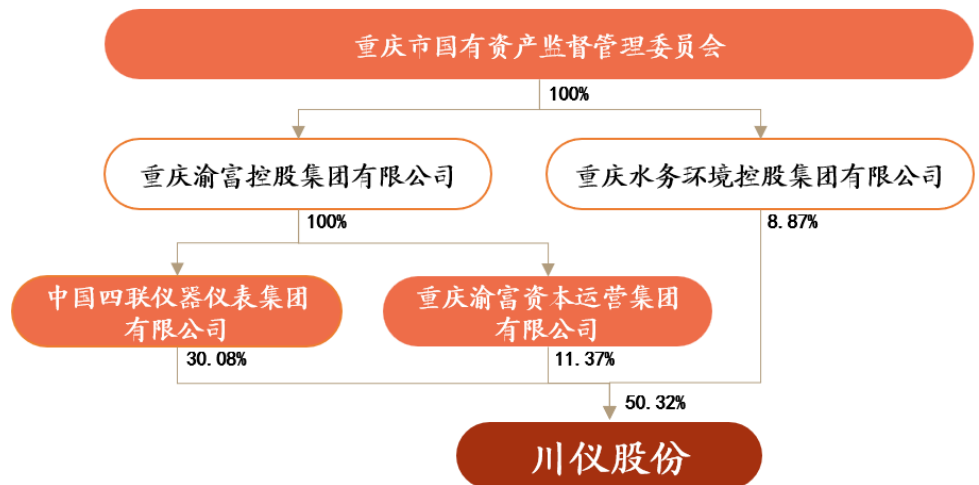 重庆市国有资产监督管理委员会
100%
重庆渝富控股集团有限公司
重庆水务环境控股集团有限公司
100%
8.87%
中国四联仪器仪表集团
有限公司
重庆渝富资本运营集团
有限公司
30.08%
11.37%
50.32%
川仪股份